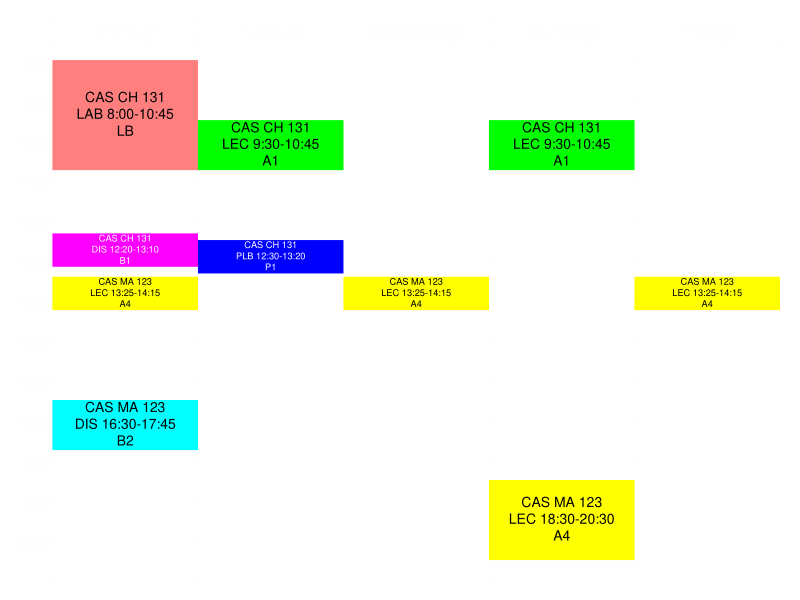 CAS CH 131
LAB 8:00-10:45
LB
CAS CH 131
LEC 9:30-10:45
A1
CAS CH 131
LEC 9:30-10:45
A1
CAS CH 131
DIS 12:20-13:10
B1
CAS CH 131
PLB 12:30-13:20
P1
CAS MA 123
LEC 13:25-14:15
A4
CAS MA 123
LEC 13:25-14:15
A4
CAS MA 123
LEC 13:25-14:15
A4
CAS MA 123
DIS 16:30-17:45
B2
CAS MA 123
LEC 18:30-20:30
A4